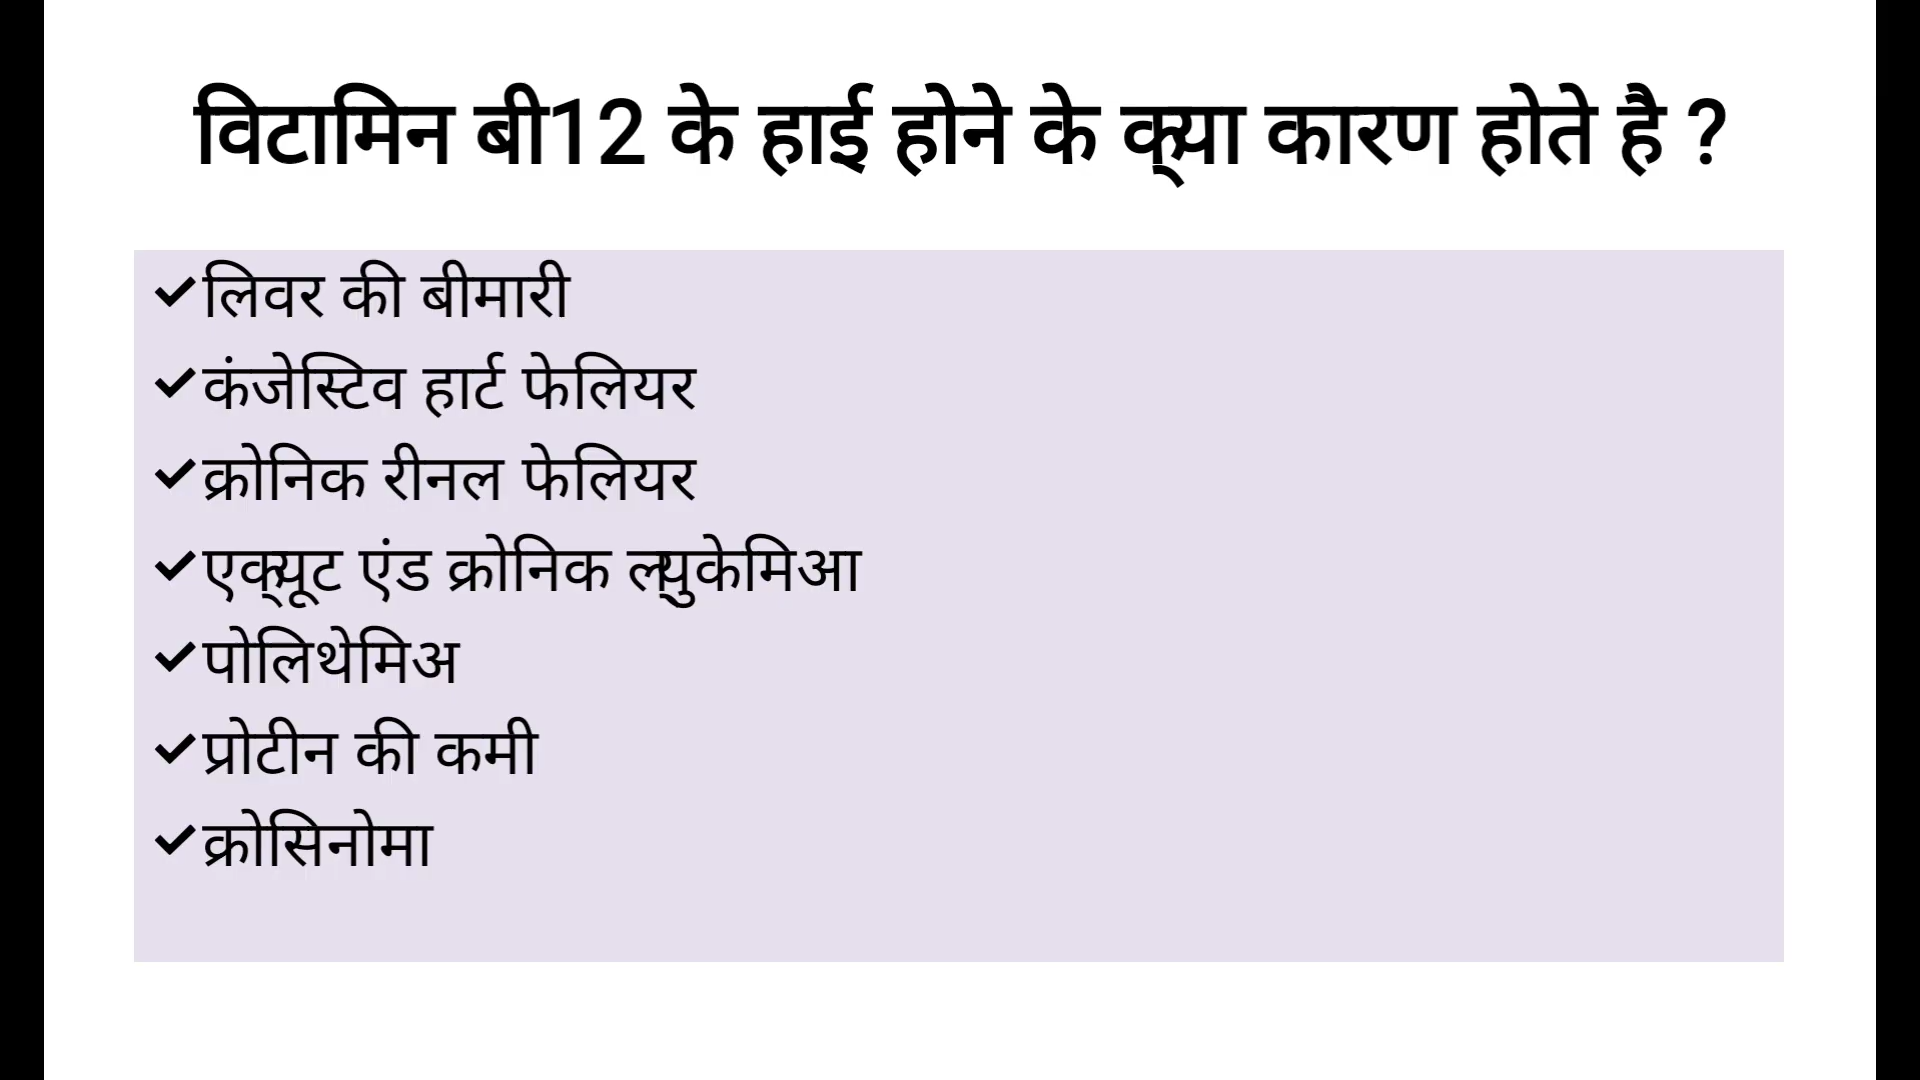 विटामिन बी12 के हाई होने के क्या कारण होते है ?
✓लिवर की बीमारी
✓कंजेस्टिव हार्ट फेलियर
✓क्रोनिक रीनल फेलियर
✓एक्यूट एंड क्रोनिक ल्युकेमिआ
✓पोलिथेमिअ
✓प्रोटीन की कमी
✓क्रोसिनोमा